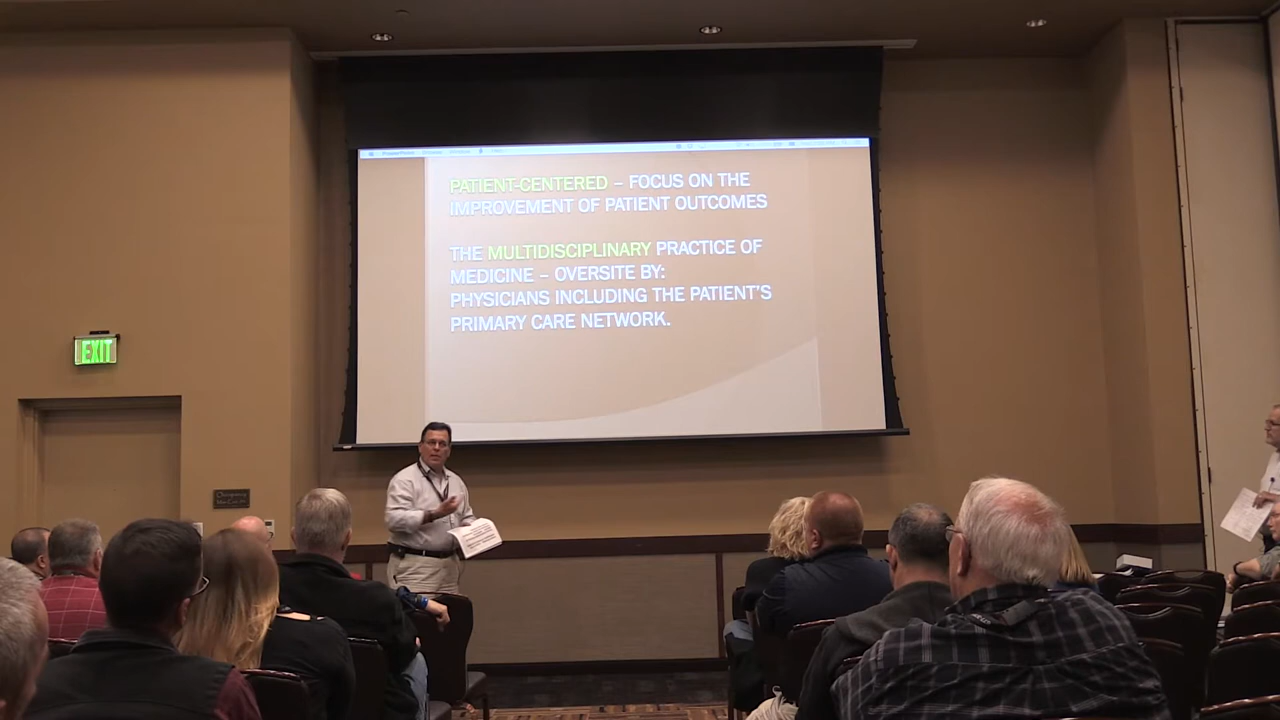 PATIENT-CENTERED – FOCUS ON THE
IMPROVEMENT OF PATIENT OUTCOMES
THE MULTIDISCIPLINARY PRACTICE OF
MEDICINE – OVERSITE BY:
PHYSICIANS INCLUDING THE PATIENT'S
PRIMARY CARE NETWORK.
EXIT